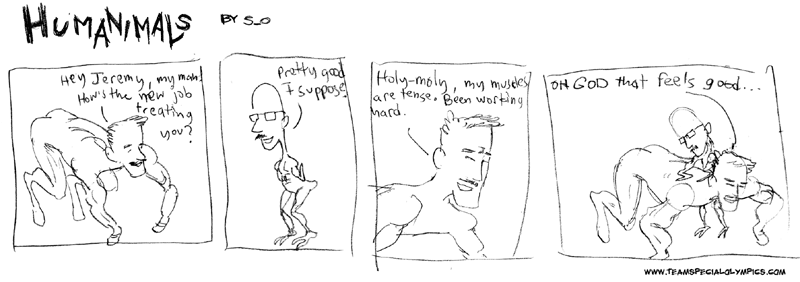 HUMANIMALS
BY S_O
Hey Jeremy, my man!
How's the new job
treating
you?
Pretty good
I suppose.
Holy-moly, my muscles
are tense. Been working
hard.
OH GOD that feels good...
WWW.TEAMSPECIALOLYMPICS.COM